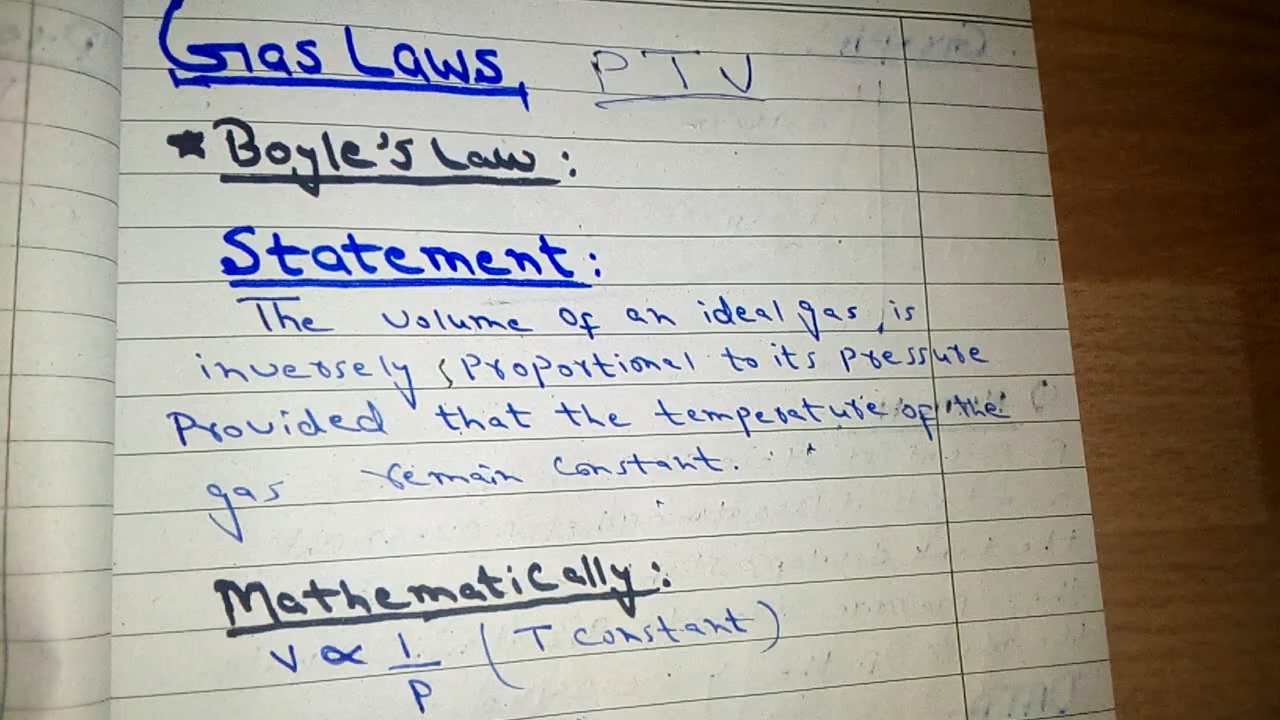 Gas Laws, PTV
* Boyle's Law:
Statement:
The volume of an ideal gas, is
inversely proportional to its pressure
Provided that the temperature of the
gas remain constant.
Mathematically:
V ∝ 1/P (T constant)